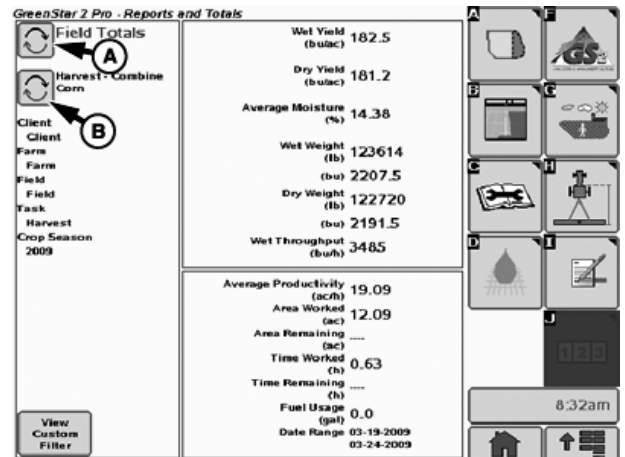 GreenStar 2 Pro - Reports and Totals
Field Totals
A
Harvest - Combine
Corn
B
Client
Client
Farm
Farm
Field
Field
Task
Harvest
Crop Season
2009
View
Custom
Filter
Wet Yield
(bu/ac) 182.5
Dry Yield
(bu/ac) 181.2
Average Moisture
(%) 14.38
Wet Weight
(lb) 123614
(bu) 2207.5
Dry Weight
(lb) 122720
(bu) 2191.5
Wet Throughput
(bu/h) 3485
Average Productivity
(ac/h) 19.09
Area Worked
(ac) 12.09
Area Remaining
(ac) ----
Time Worked
(h) 0.63
Time Remaining
(h) ----
Fuel Usage
(gal) 0.0
Date Range 03-19-2009
03-24-2009
A
F
GS2
B
G
C
H
D
I
J
123
8:32am